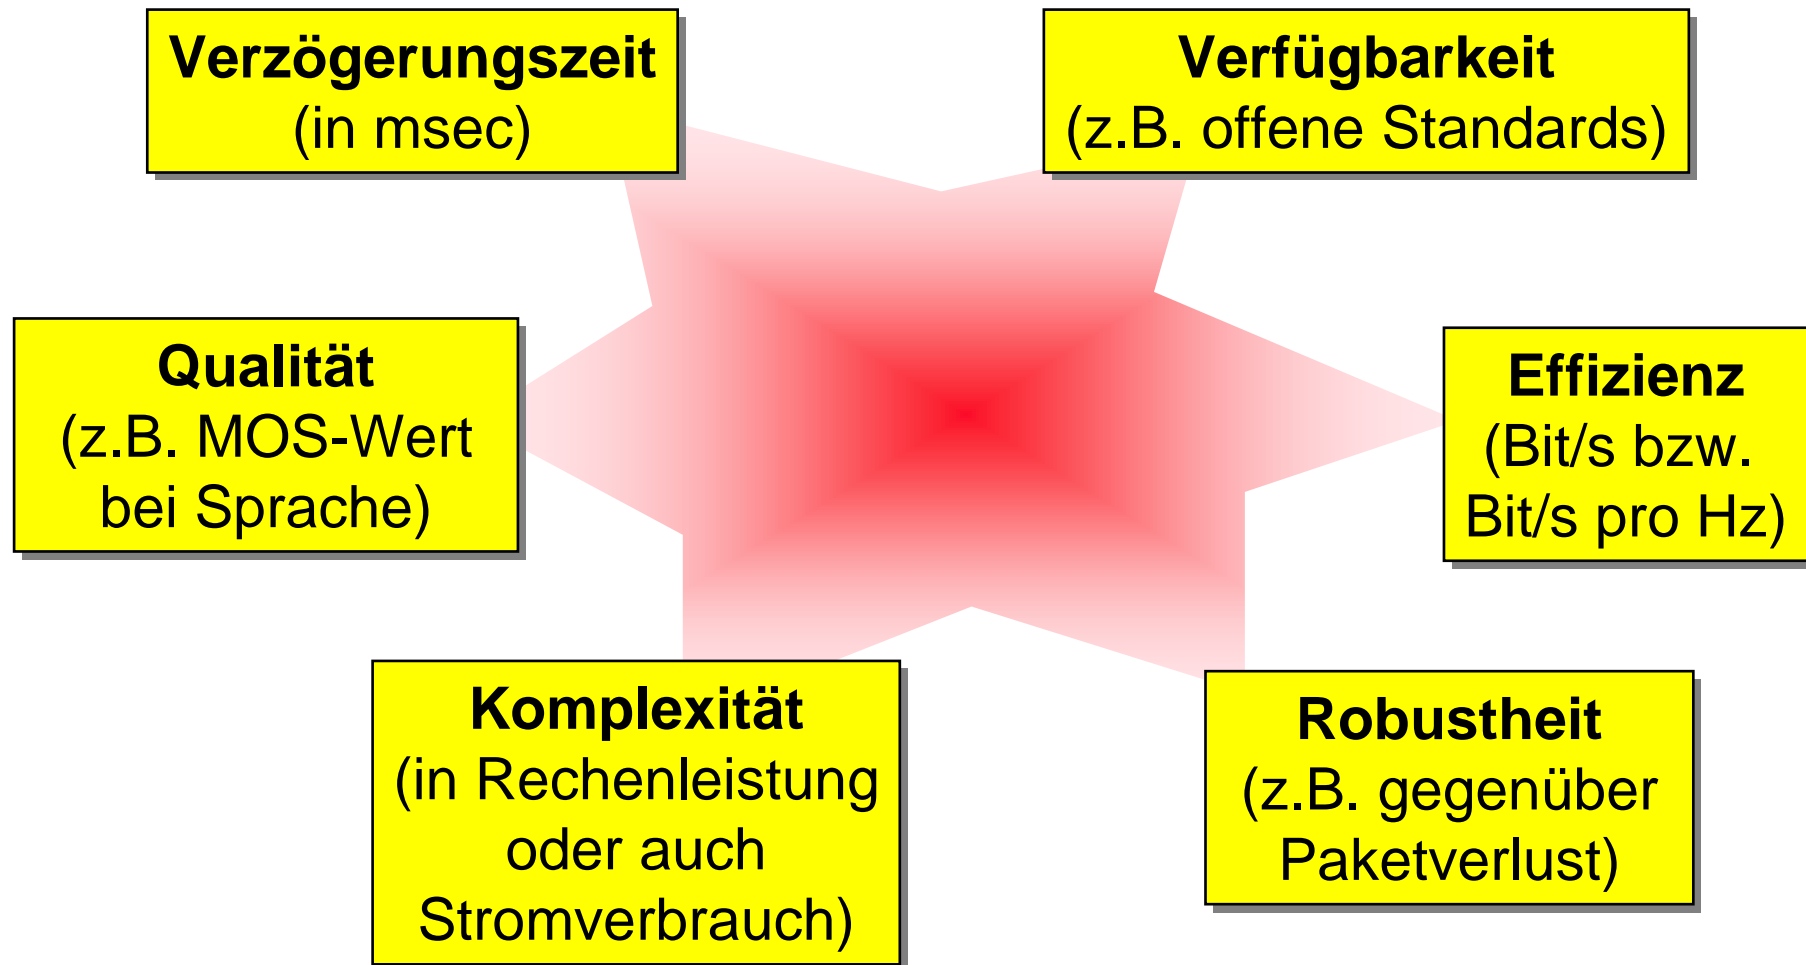 Verzögerungszeit
(in msec)
Verfügbarkeit
(z.B. offene Standards)
Qualität
(z.B. MOS-Wert
bei Sprache)
Effizienz
(Bit/s bzw.
Bit/s pro Hz)
Komplexität
(in Rechenleistung
oder auch
Stromverbrauch)
Robustheit
(z.B. gegenüber
Paketverlust)